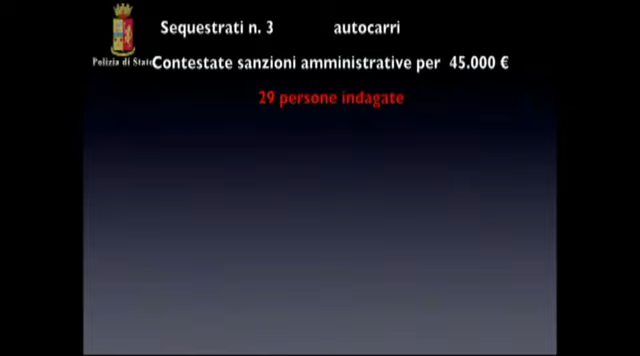 Sequestrati n. 3 autocarri
Polizia di Stato
Contestate sanzioni amministrative per 45.000 €
29 persone indagate